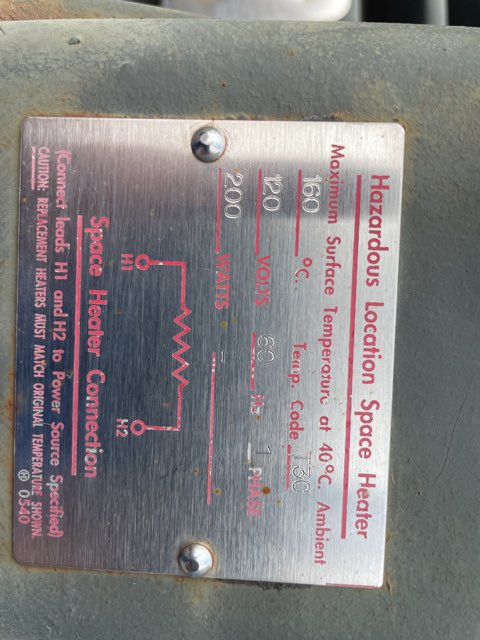 Hazardous Location Space Heater
Maximum Surface Temperature at 40°C. Ambient
160 °C. Temp. Code T3C
120 VOLTS 60 Hz 1 PHASE
200 WATTS -
H1 H2
Space Heater Connection
(Connect leads H1 and H2 to Power Source Specified)
CAUTION: REPLACEMENT HEATERS MUST MATCH ORIGINAL TEMPERATURE SHOWN.
® 0540